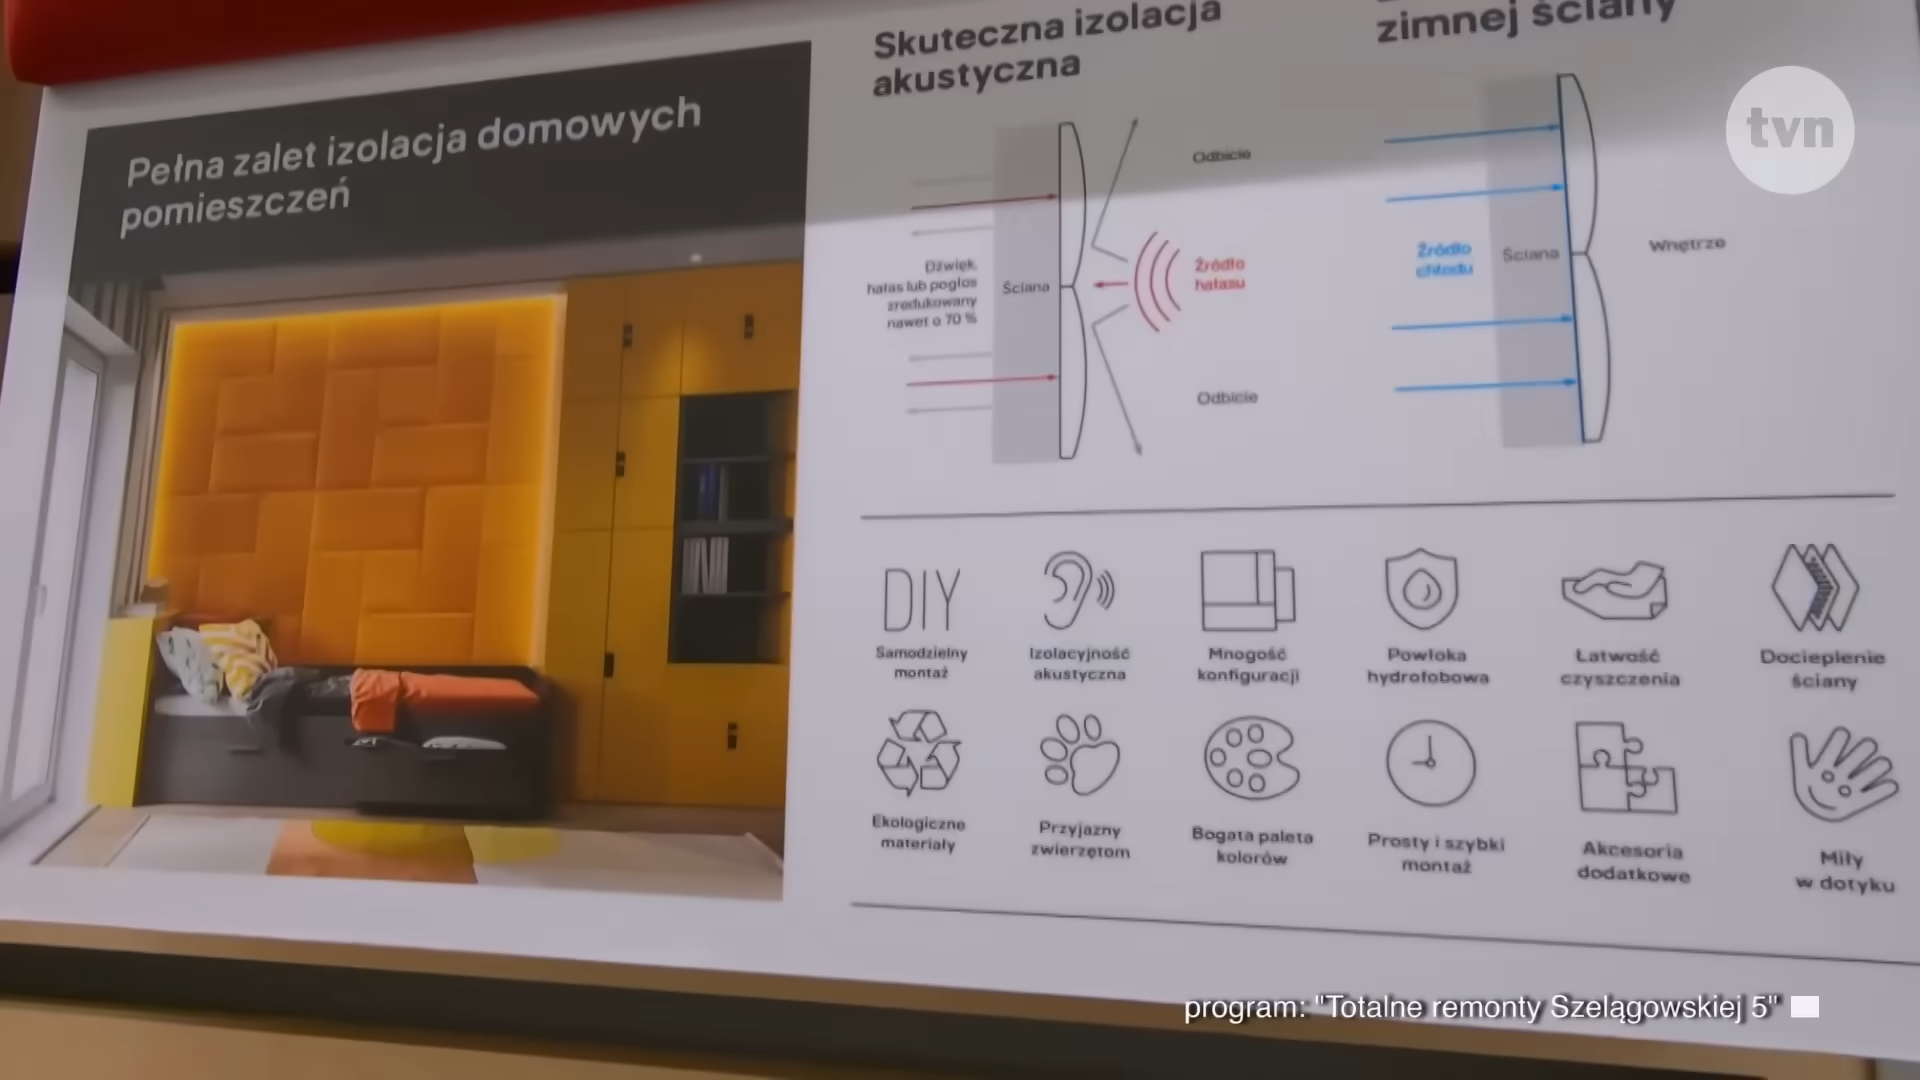 Pełna zalet izolacja domowych
pomieszczeń
Skuteczna izolacja
akustyczna
Odbicie
Dźwięk,
hałas lub pogłos
zredukowany
nawet o 70 %
Ściana
Źródło
hałasu
Odbicie
zimnej ściany
Źródło
chłodu
Ściana
Wnętrze
tvn
DIY
Samodzielny
montaż
Izolacyjność
akustyczna
Mnogość
konfiguracji
Powłoka
hydrofobowa
Łatwość
czyszczenia
Docieplenie
ściany
Ekologiczne
materiały
Przyjazny
zwierzętom
Bogata paleta
kolorów
Prosty i szybki
montaż
Akcesoria
dodatkowe
Miły
w dotyku
program: "Totalne remonty Szelągowskiej 5"